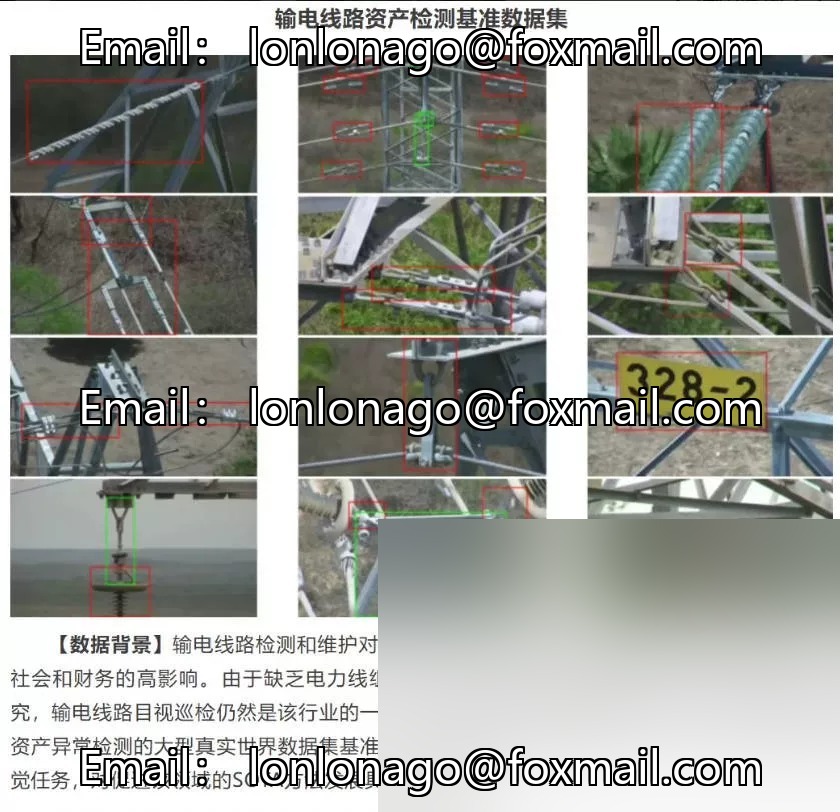 输电线路资产检测基准数据集
Email： lonlonago@foxmail.com
328-2
Email： lonlonago@foxmail.com
【数据背景】输电线路检测和维护对
社会和财务的高影响。由于缺乏电力线
究，输电线路目视巡检仍然是该行业的一
资产异常检测的大型真实世界数据集基准
觉任务，
Email： lonlonago@foxmail.com